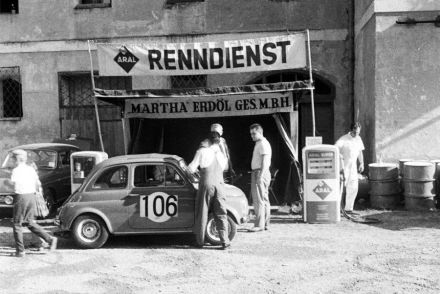 ARAL
RENNDIENST
"MARTHA" ERDÖL GES.M.B.H.
ARAL
106